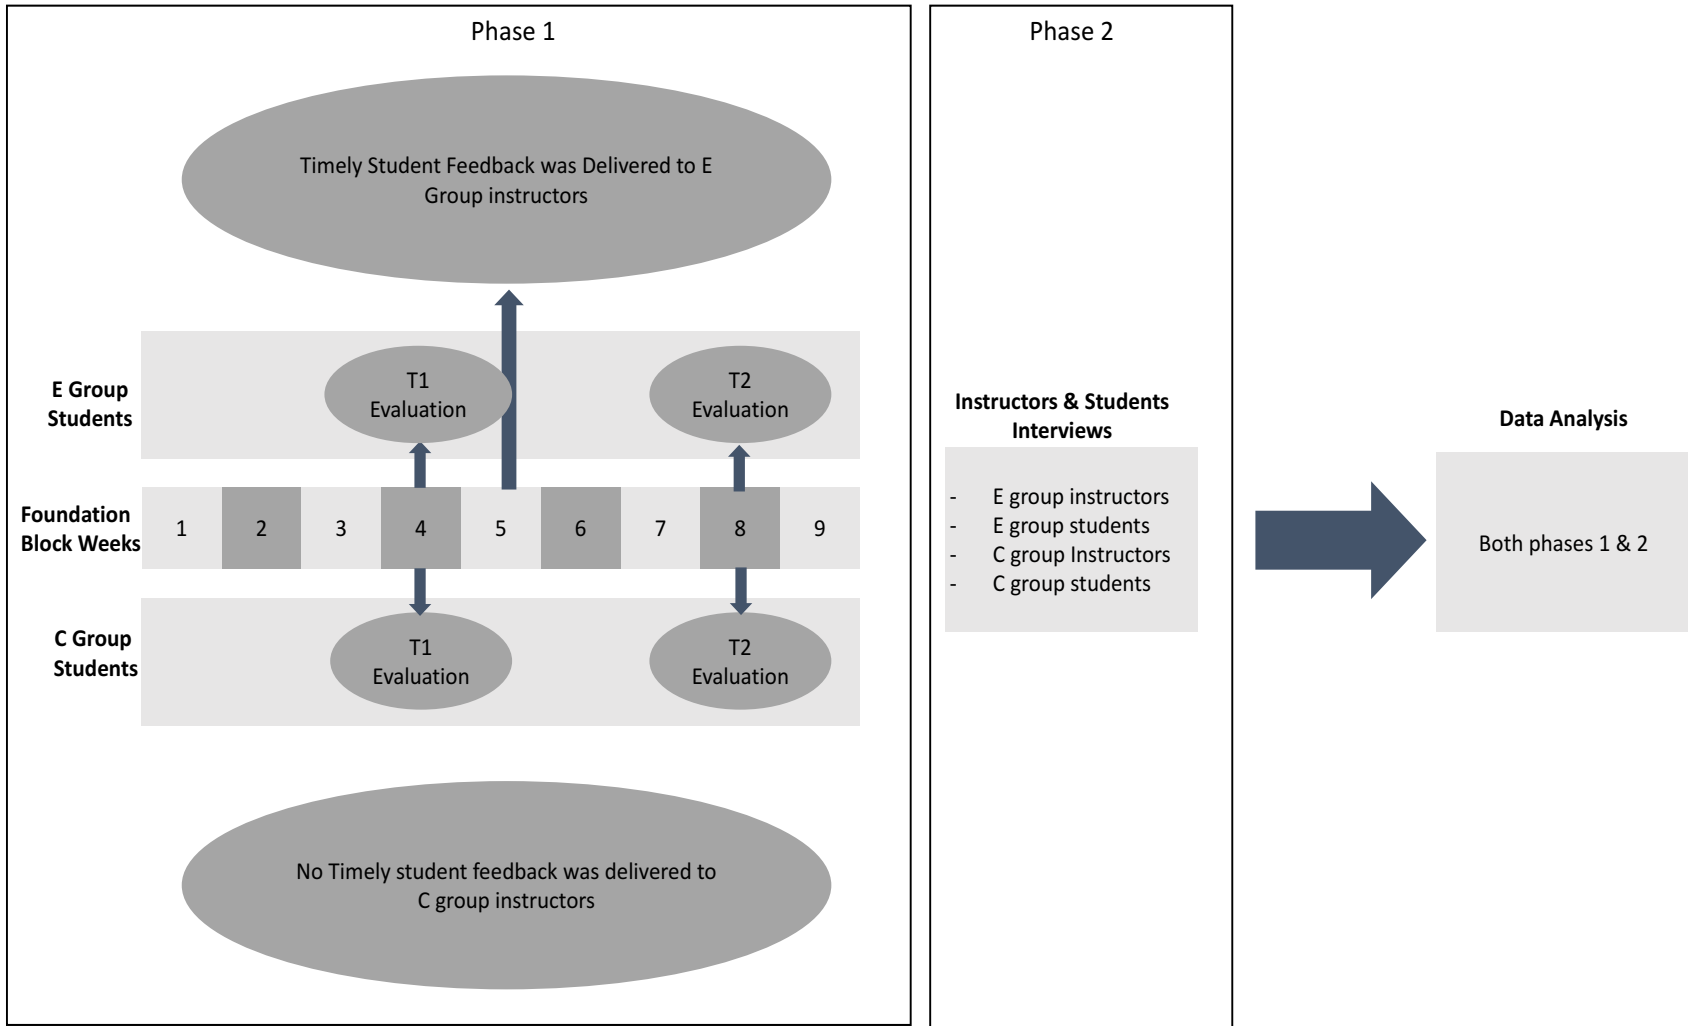 Phase 1
Timely Student Feedback was Delivered to E
Group instructors
E Group
Students
T1
Evaluation
T2
Evaluation
Foundation
Block Weeks
1 2 3 4 5 6 7 8 9
C Group
Students
T1
Evaluation
T2
Evaluation
No Timely student feedback was delivered to
C group instructors
Phase 2
Instructors & Students
Interviews
- E group instructors
- E group students
- C group Instructors
- C group students
Data Analysis
Both phases 1 & 2